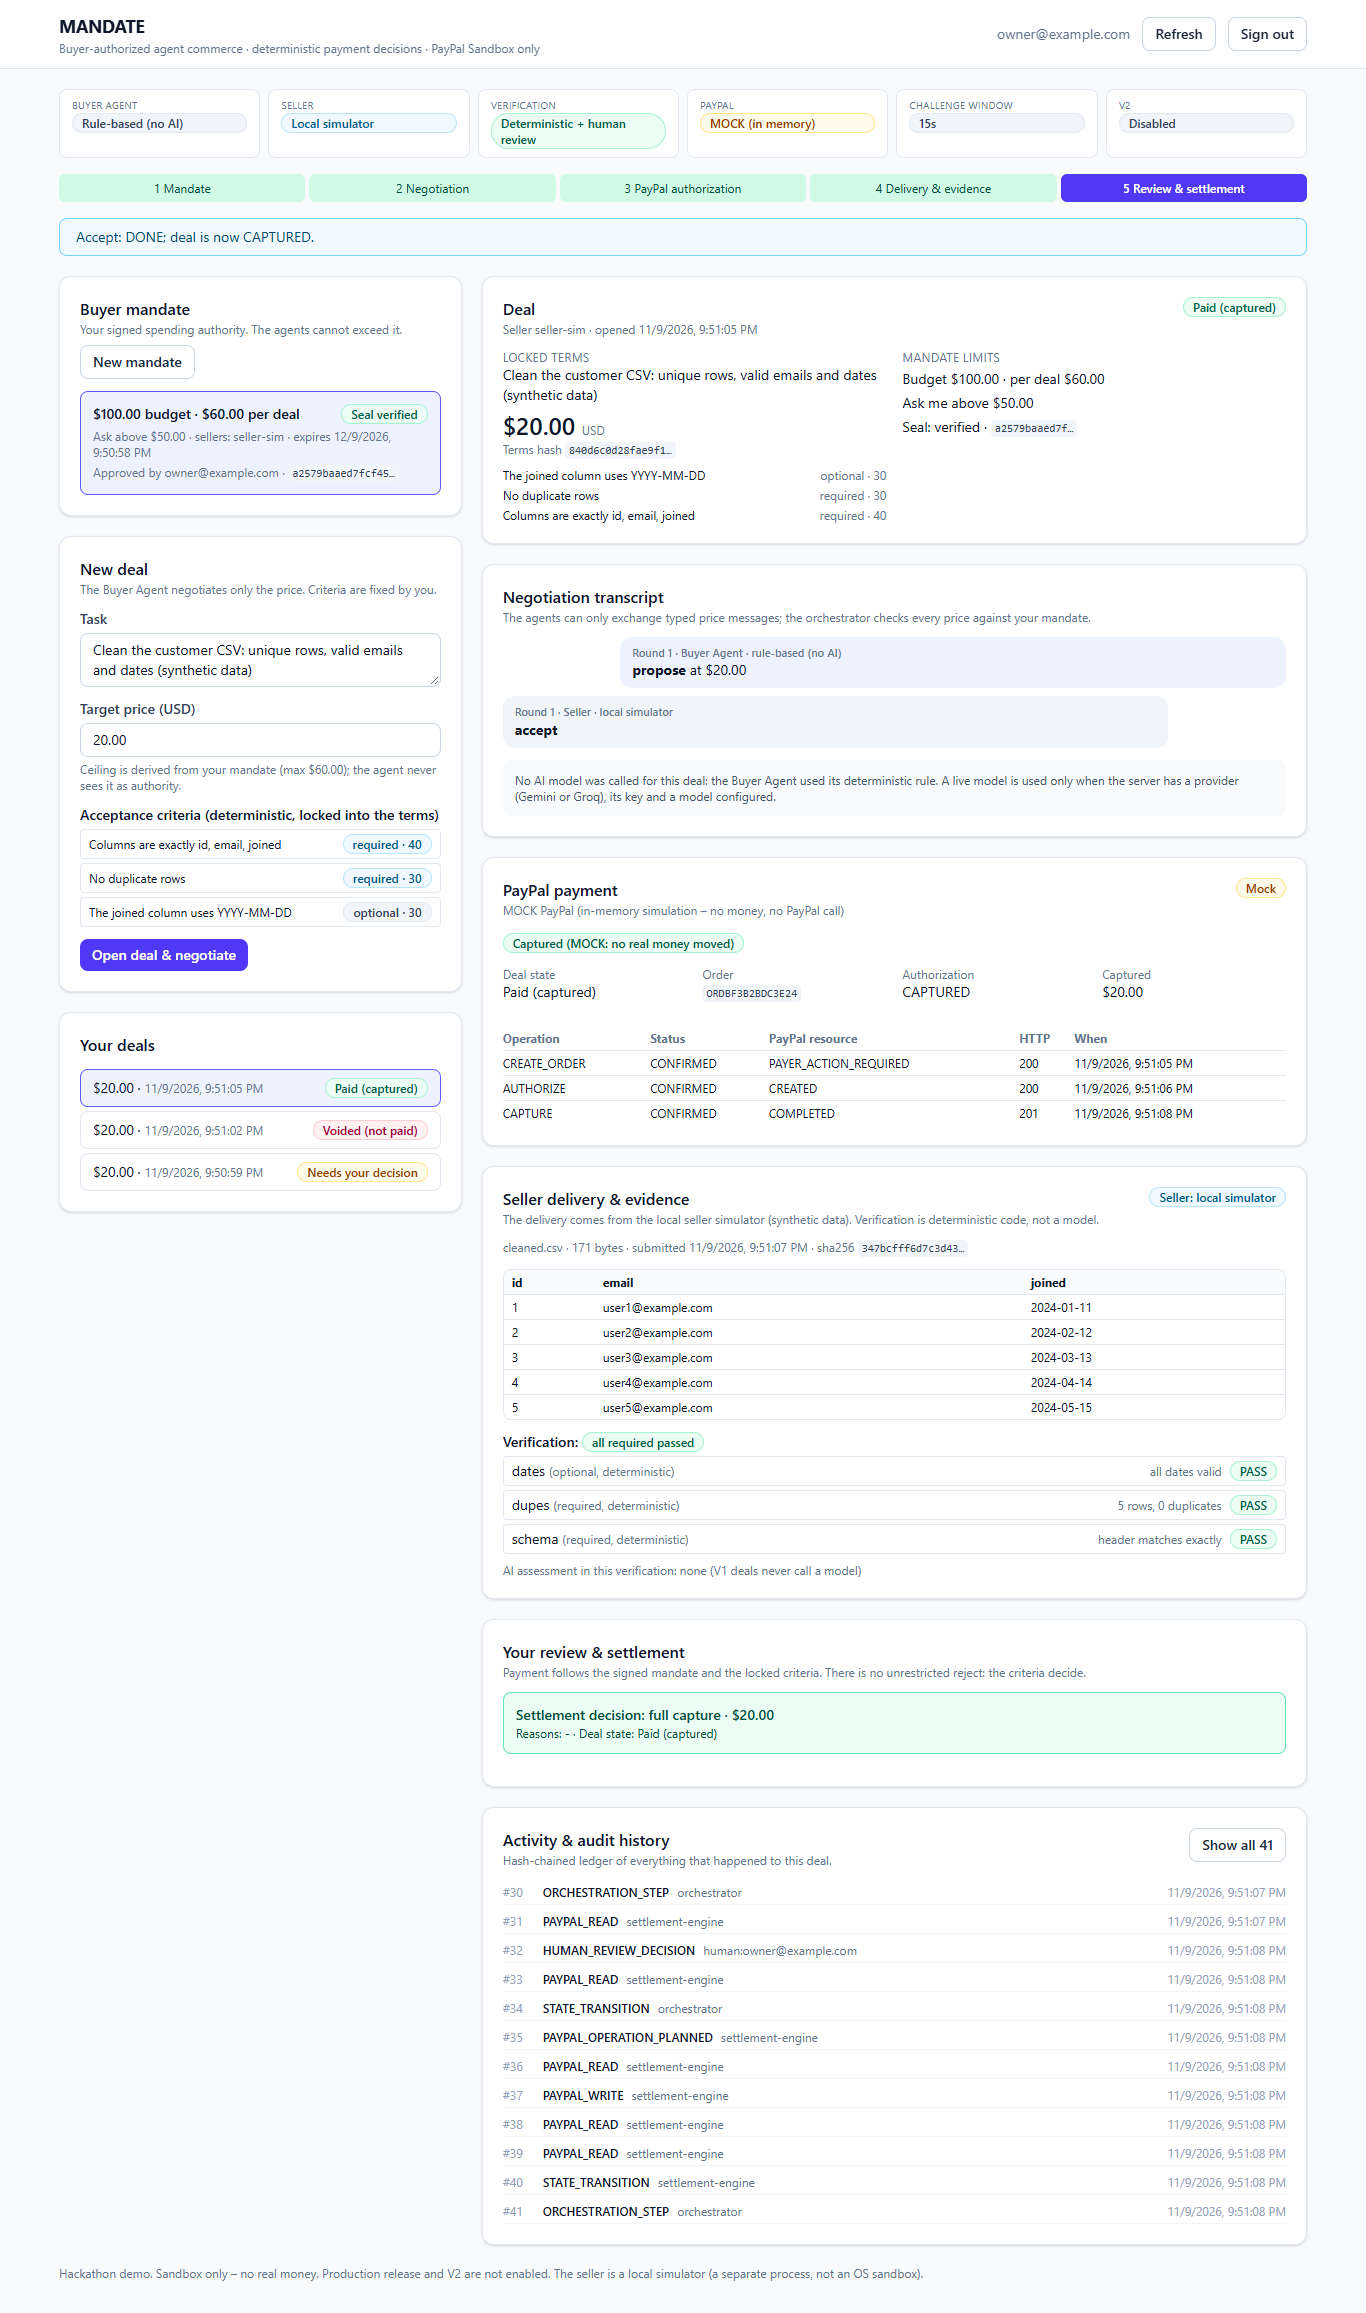 MANDATE
Buyer-authorized agent commerce · deterministic payment decisions · PayPal Sandbox only
owner@example.com
Refresh
Sign out
BUYER AGENT
Rule-based (no AI)
SELLER
Local simulator
VERIFICATION
Deterministic + human
review
PAYPAL
MOCK (in memory)
CHALLENGE WINDOW
15s
V2
Disabled
1 Mandate
2 Negotiation
3 PayPal authorization
4 Delivery & evidence
5 Review & settlement
Accept: DONE; deal is now CAPTURED.
Buyer mandate
Your signed spending authority. The agents cannot exceed it.
New mandate
$100.00 budget · $60.00 per deal
Seal verified
Ask above $50.00 · sellers: seller-sim · expires 12/9/2026,
9:50:58 PM
Approved by owner@example.com · a2579baaed7fcf45…
New deal
The Buyer Agent negotiates only the price. Criteria are fixed by you.
Task
Clean the customer CSV: unique rows, valid emails
and dates (synthetic data)
Target price (USD)
20.00
Ceiling is derived from your mandate (max $60.00); the agent never
sees it as authority.
Acceptance criteria (deterministic, locked into the terms)
Columns are exactly id, email, joined
required · 40
No duplicate rows
required · 30
The joined column uses YYYY-MM-DD
optional · 30
Open deal & negotiate
Your deals
$20.00 · 11/9/2026, 9:51:05 PM
Paid (captured)
$20.00 · 11/9/2026, 9:51:02 PM
Voided (not paid)
$20.00 · 11/9/2026, 9:50:59 PM
Needs your decision
Deal
Paid (captured)
Seller seller-sim · opened 11/9/2026, 9:51:05 PM
LOCKED TERMS
Clean the customer CSV: unique rows, valid emails and dates
(synthetic data)
$20.00 USD
Terms hash 840d6c0d28fae9f1…
The joined column uses YYYY-MM-DD
optional · 30
No duplicate rows
required · 30
Columns are exactly id, email, joined
required · 40
MANDATE LIMITS
Budget $100.00 · per deal $60.00
Ask me above $50.00
Seal: verified · a2579baaed7f…
Negotiation transcript
The agents can only exchange typed price messages; the orchestrator checks every price against your mandate.
Round 1 · Buyer Agent · rule-based (no AI)
propose at $20.00
Round 1 · Seller · local simulator
accept
No AI model was called for this deal: the Buyer Agent used its deterministic rule. A live model is used only when the server has a provider
(Gemini or Groq), its key and a model configured.
PayPal payment
Mock
MOCK PayPal (in-memory simulation – no money, no PayPal call)
Captured (MOCK: no real money moved)
Deal state
Paid (captured)
Order
ORDBF3B2BDC3E24
Authorization
CAPTURED
Captured
$20.00
Operation Status PayPal resource HTTP When
CREATE_ORDER CONFIRMED PAYER_ACTION_REQUIRED 200 11/9/2026, 9:51:05 PM
AUTHORIZE CONFIRMED CREATED 200 11/9/2026, 9:51:06 PM
CAPTURE CONFIRMED COMPLETED 201 11/9/2026, 9:51:08 PM
Seller delivery & evidence
Seller: local simulator
The delivery comes from the local seller simulator (synthetic data). Verification is deterministic code, not a model.
cleaned.csv · 171 bytes · submitted 11/9/2026, 9:51:07 PM · sha256 347bcfff6d7c3d43…
id email joined
1 user1@example.com 2024-01-11
2 user2@example.com 2024-02-12
3 user3@example.com 2024-03-13
4 user4@example.com 2024-04-14
5 user5@example.com 2024-05-15
Verification: all required passed
dates (optional, deterministic) all dates valid PASS
dupes (required, deterministic) 5 rows, 0 duplicates PASS
schema (required, deterministic) header matches exactly PASS
AI assessment in this verification: none (V1 deals never call a model)
Your review & settlement
Payment follows the signed mandate and the locked criteria. There is no unrestricted reject: the criteria decide.
Settlement decision: full capture · $20.00
Reasons: - · Deal state: Paid (captured)
Activity & audit history
Show all 41
Hash-chained ledger of everything that happened to this deal.
#30 ORCHESTRATION_STEP orchestrator 11/9/2026, 9:51:07 PM
#31 PAYPAL_READ settlement-engine 11/9/2026, 9:51:07 PM
#32 HUMAN_REVIEW_DECISION human:owner@example.com 11/9/2026, 9:51:08 PM
#33 PAYPAL_READ settlement-engine 11/9/2026, 9:51:08 PM
#34 STATE_TRANSITION orchestrator 11/9/2026, 9:51:08 PM
#35 PAYPAL_OPERATION_PLANNED settlement-engine 11/9/2026, 9:51:08 PM
#36 PAYPAL_READ settlement-engine 11/9/2026, 9:51:08 PM
#37 PAYPAL_WRITE settlement-engine 11/9/2026, 9:51:08 PM
#38 PAYPAL_READ settlement-engine 11/9/2026, 9:51:08 PM
#39 PAYPAL_READ settlement-engine 11/9/2026, 9:51:08 PM
#40 STATE_TRANSITION settlement-engine 11/9/2026, 9:51:08 PM
#41 ORCHESTRATION_STEP orchestrator 11/9/2026, 9:51:08 PM
Hackathon demo. Sandbox only – no real money. Production release and V2 are not enabled. The seller is a local simulator (a separate process, not an OS sandbox).